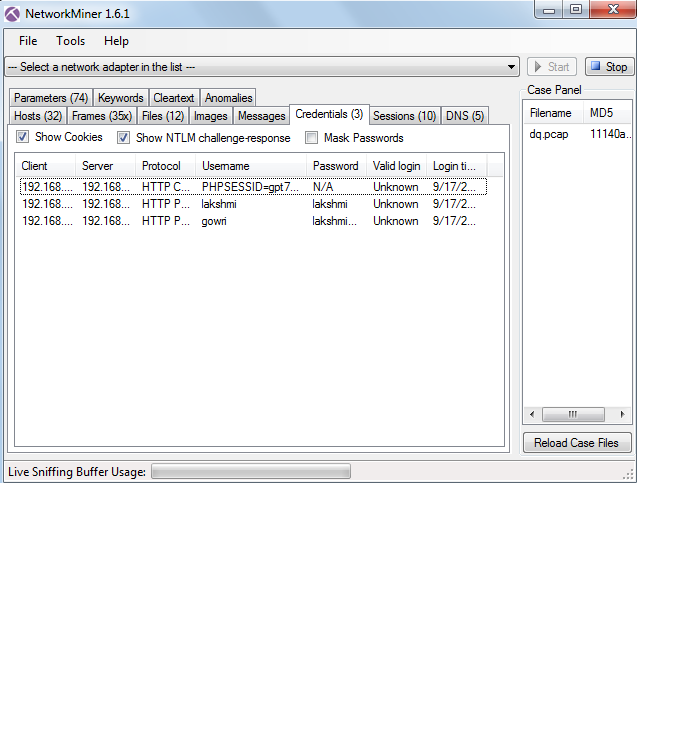 NetworkMiner 1.6.1
File Tools Help
--- Select a network adapter in the list --- Start Stop
Parameters (74) Keywords Cleartext Anomalies
Hosts (32) Frames (35x) Files (12) Images Messages Credentials (3) Sessions (10) DNS (5)
Show Cookies Show NTLM challenge-response Mask Passwords
Client Server Protocol Username Password Valid login Login ti...
192.168.... 192.168... HTTP C... PHPSESSID=gpt7... N/A Unknown 9/17/2...
192.168.... 192.168... HTTP P... lakshmi lakshmi Unknown 9/17/2...
192.168.... 192.168... HTTP P... gowri lakshmi... Unknown 9/17/2...
Case Panel
Filename MD5
dq.pcap 11140a..
Reload Case Files
Live Sniffing Buffer Usage: